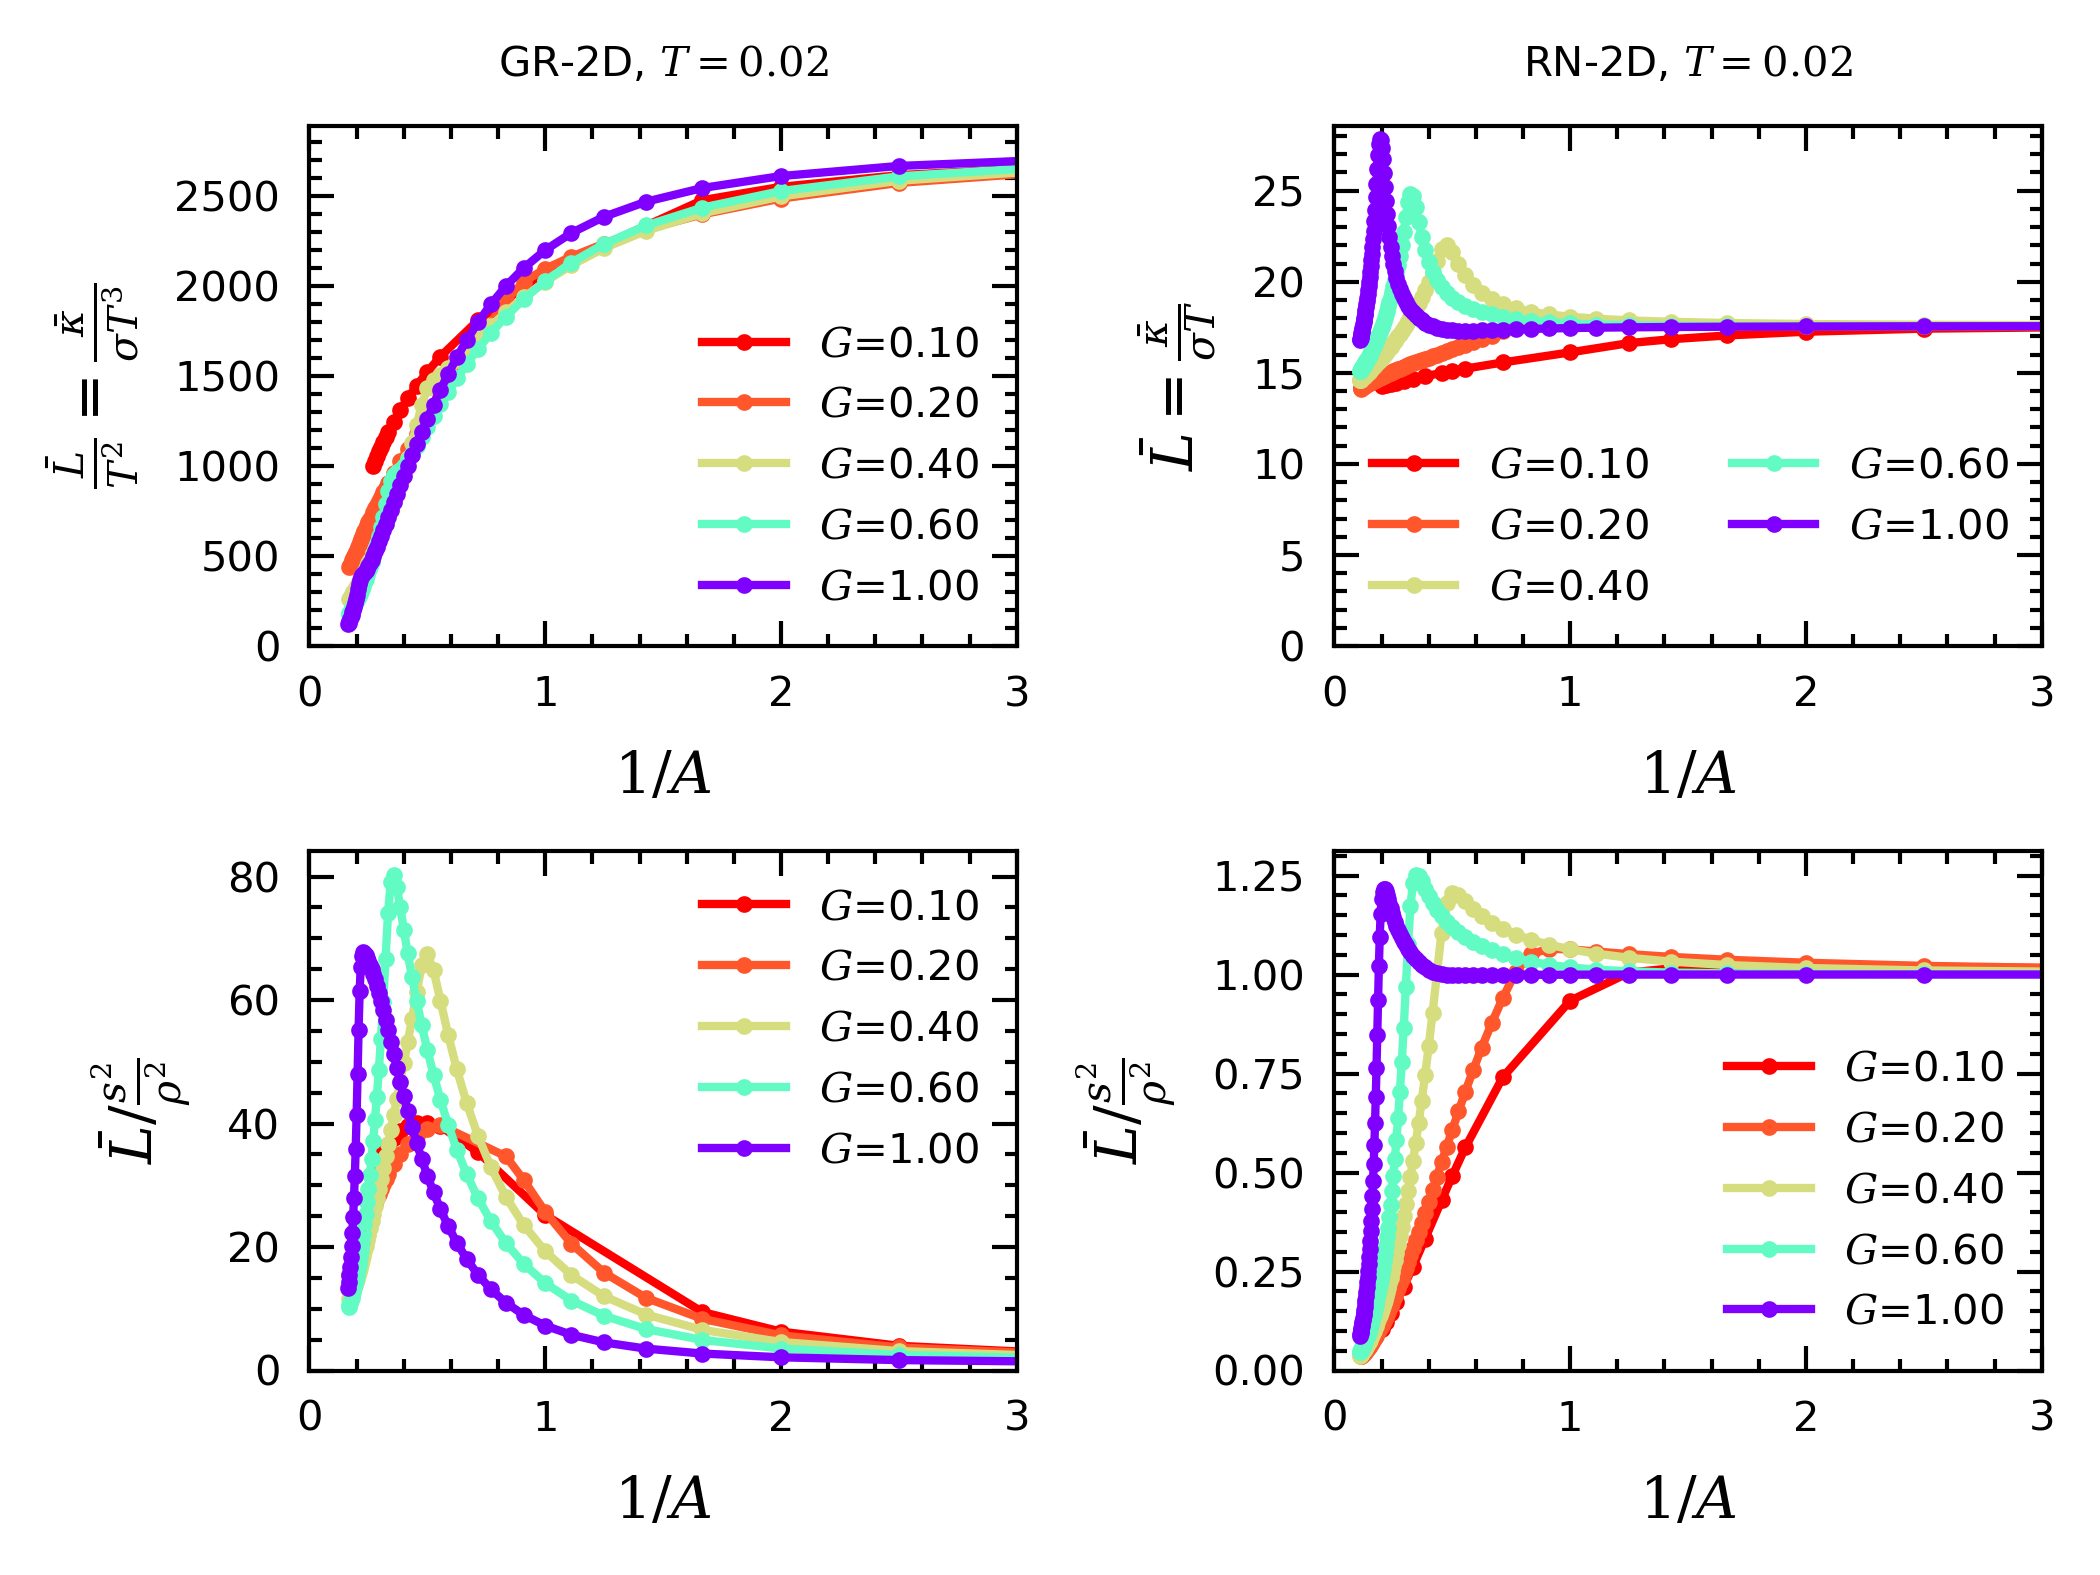 GR-2D, T = 0.02
L̄/T² = κ̄/σT³
2500
2000
1500
1000
500
0
G=0.10
G=0.20
G=0.40
G=0.60
G=1.00
0 1 2 3
1/A
RN-2D, T = 0.02
L̄ = κ̄/σT
25
20
15
10
5
0
G=0.10 G=0.60
G=0.20 G=1.00
G=0.40
0 1 2 3
1/A
L̄/s²/ρ²
80
60
40
20
0
G=0.10
G=0.20
G=0.40
G=0.60
G=1.00
0 1 2 3
1/A
L̄/s²/ρ²
1.25
1.00
0.75
0.50
0.25
0.00
G=0.10
G=0.20
G=0.40
G=0.60
G=1.00
0 1 2 3
1/A